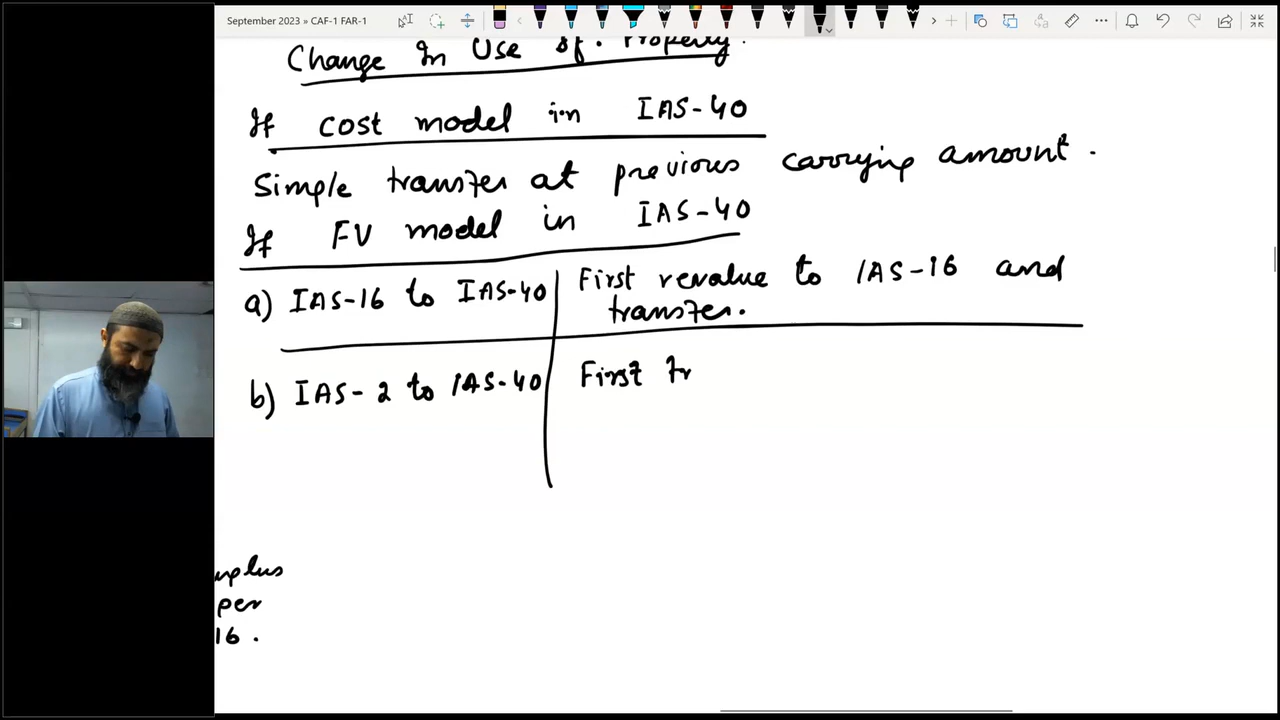 September 2023 » CAF-1 FAR-1
Change In Use of. Property.
If cost model in IAS-40
Simple transfer at previous carrying amount.
If FV model in IAS-40
a) IAS-16 to IAS-40
First revalue to IAS-16 and
transfer.
b) IAS-2 to IAS-40
First tr
per
16.